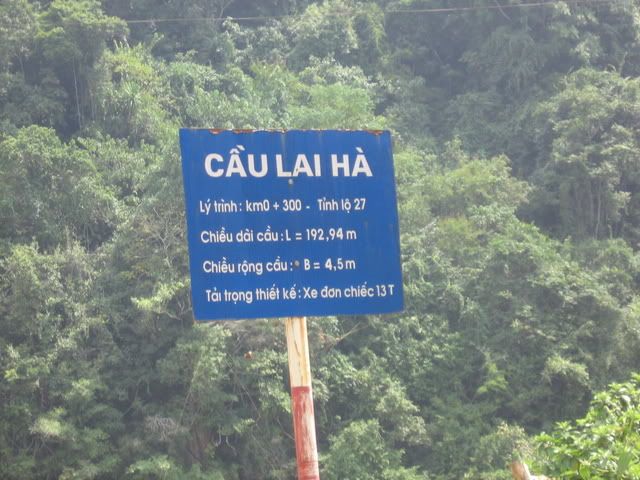 CẦU LAI HÀ
Lý trình : km0 + 300 - Tỉnh lộ 27
Chiều dài cầu : L = 192,94 m
Chiều rộng cầu : B = 4,5 m
Tải trọng thiết kế : Xe đơn chiếc 13 T